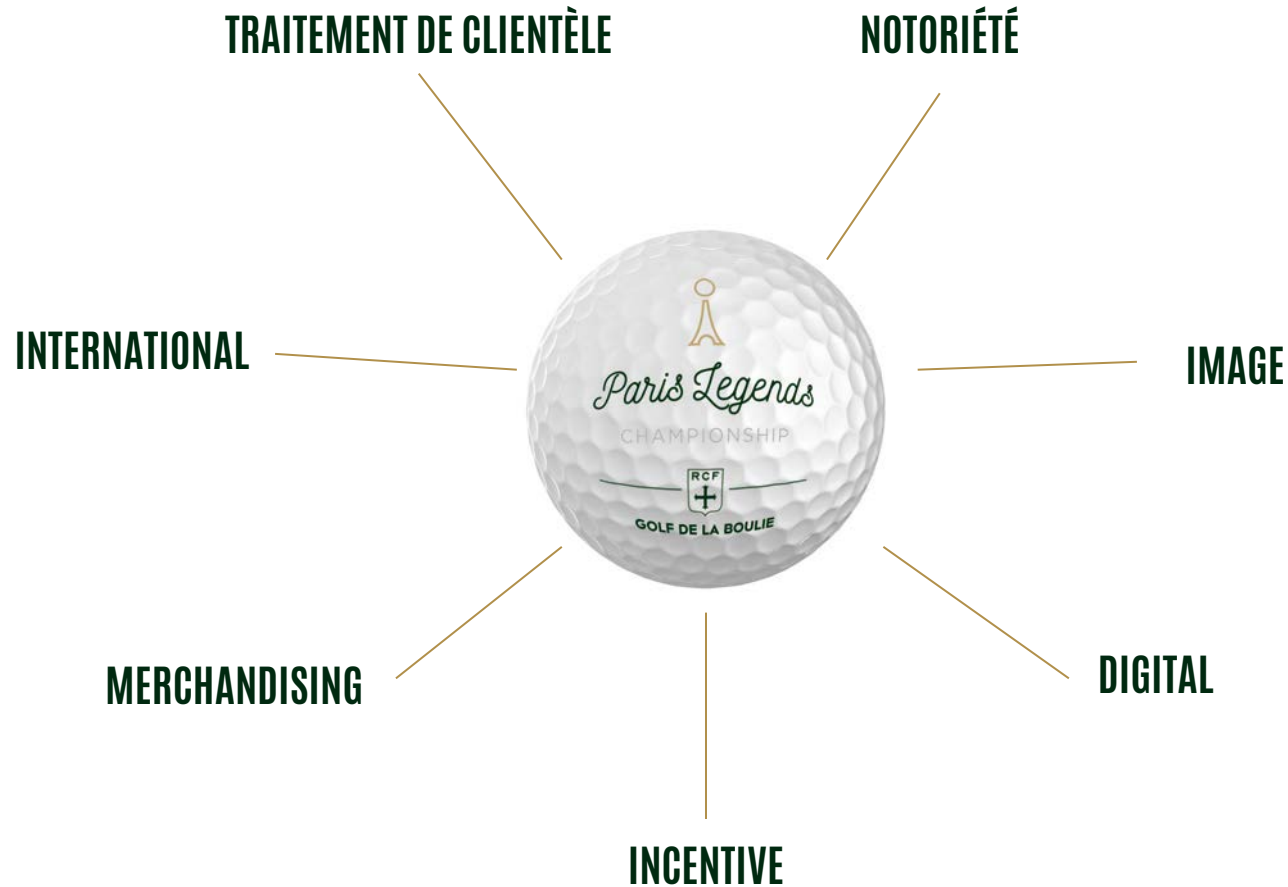 TRAITEMENT DE CLIENTÈLE
NOTORIÉTÉ
INTERNATIONAL
IMAGE
Paris Legends
CHAMPIONSHIP
RCF
GOLF DE LA BOULIE
MERCHANDISING
DIGITAL
INCENTIVE